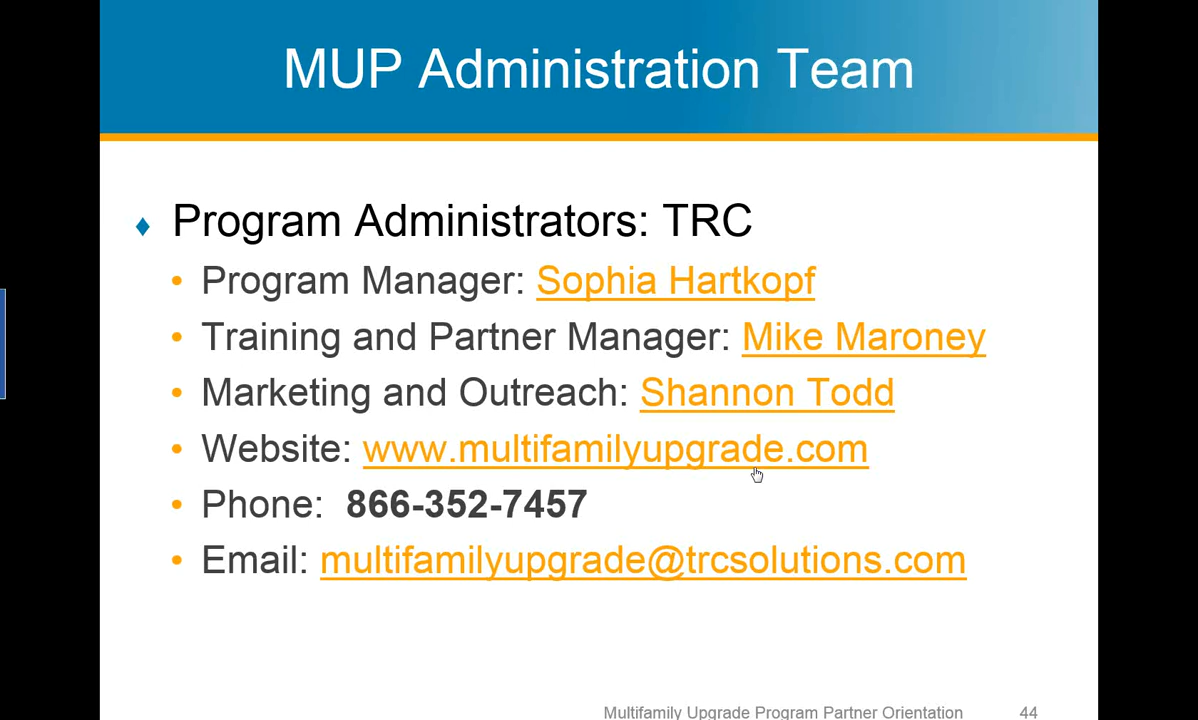 MUP Administration Team
Program Administrators: TRC
Program Manager: Sophia Hartkopf
Training and Partner Manager: Mike Maroney
Marketing and Outreach: Shannon Todd
Website: www.multifamilyupgrade.com
Phone: 866-352-7457
Email: multifamilyupgrade@trcsolutions.com
Multifamily Upgrade Program Partner Orientation 44